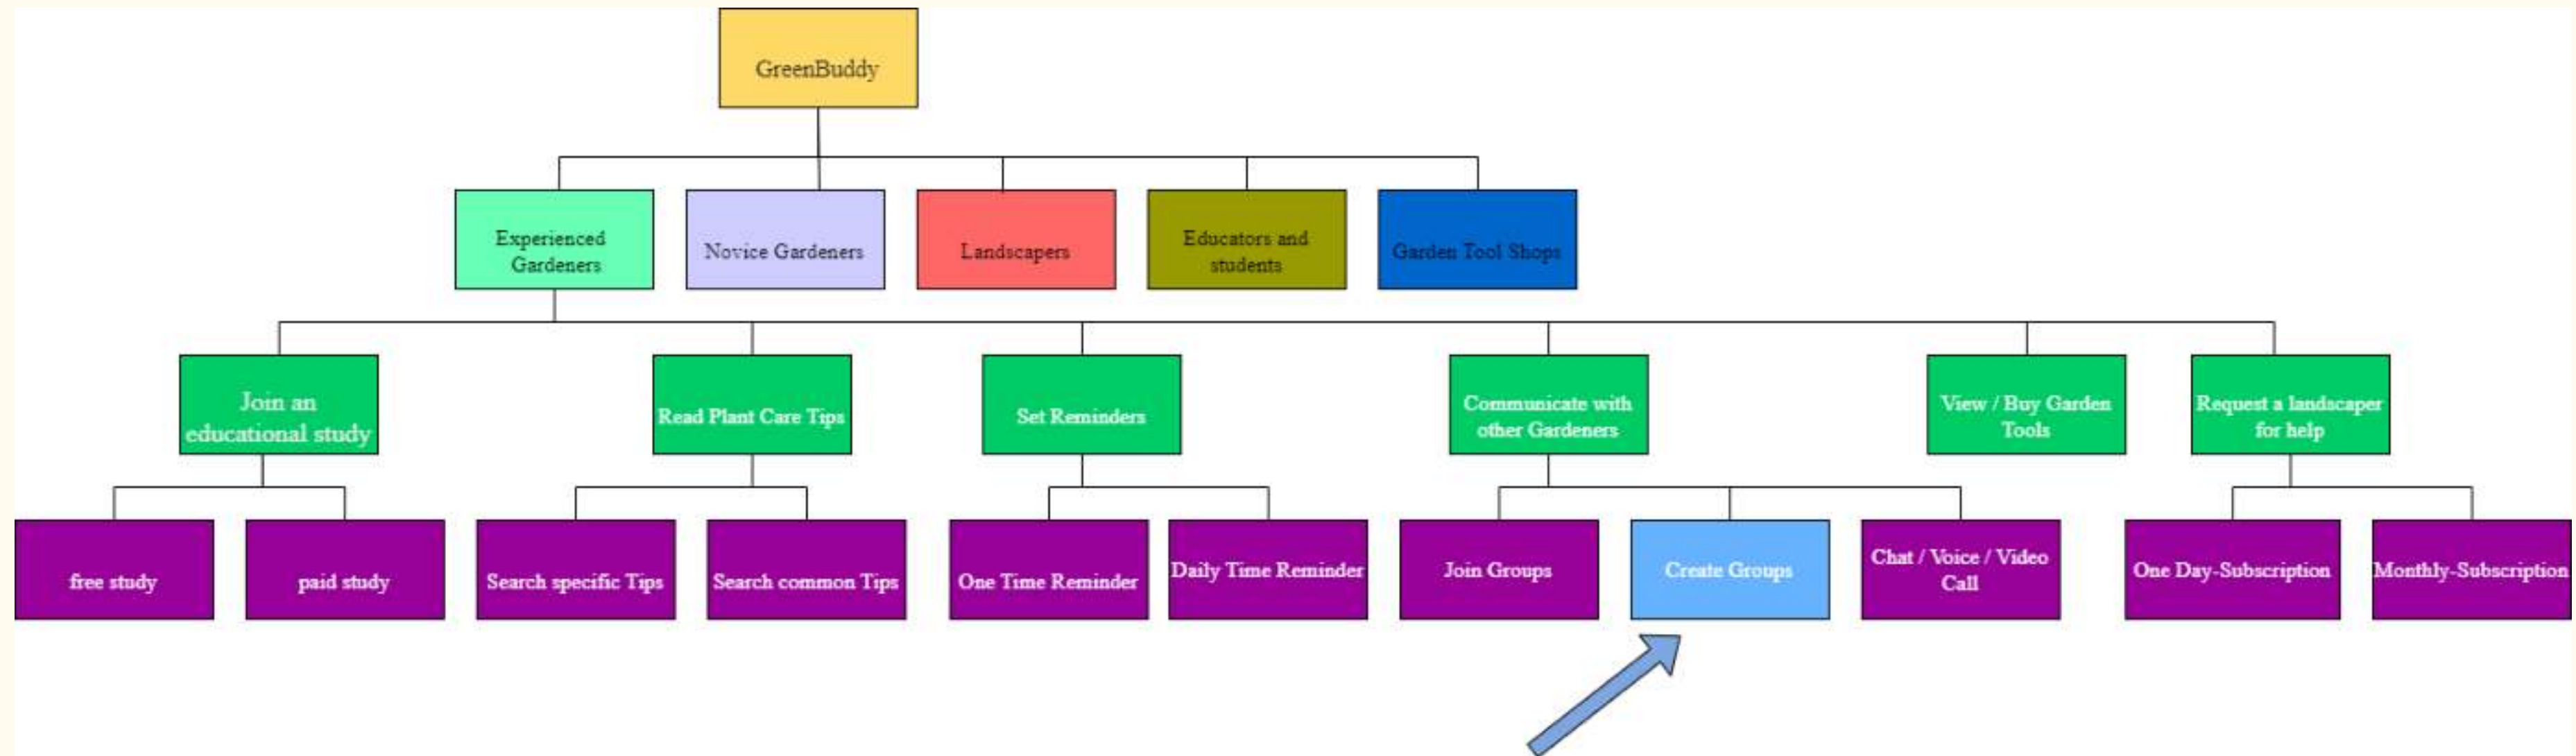 GreenBuddy
Experienced
Gardeners
Novice Gardeners
Landscapers
Educators and
students
Garden Tool Shops
Join an
educational study
Read Plant Care Tips
Set Reminders
Communicate with
other Gardeners
View / Buy Garden
Tools
Request a landscaper
for help
free study
paid study
Search specific Tips
Search common Tips
One Time Reminder
Daily Time Reminder
Join Groups
Create Groups
Chat / Voice / Video
Call
One Day-Subscription
Monthly-Subscription